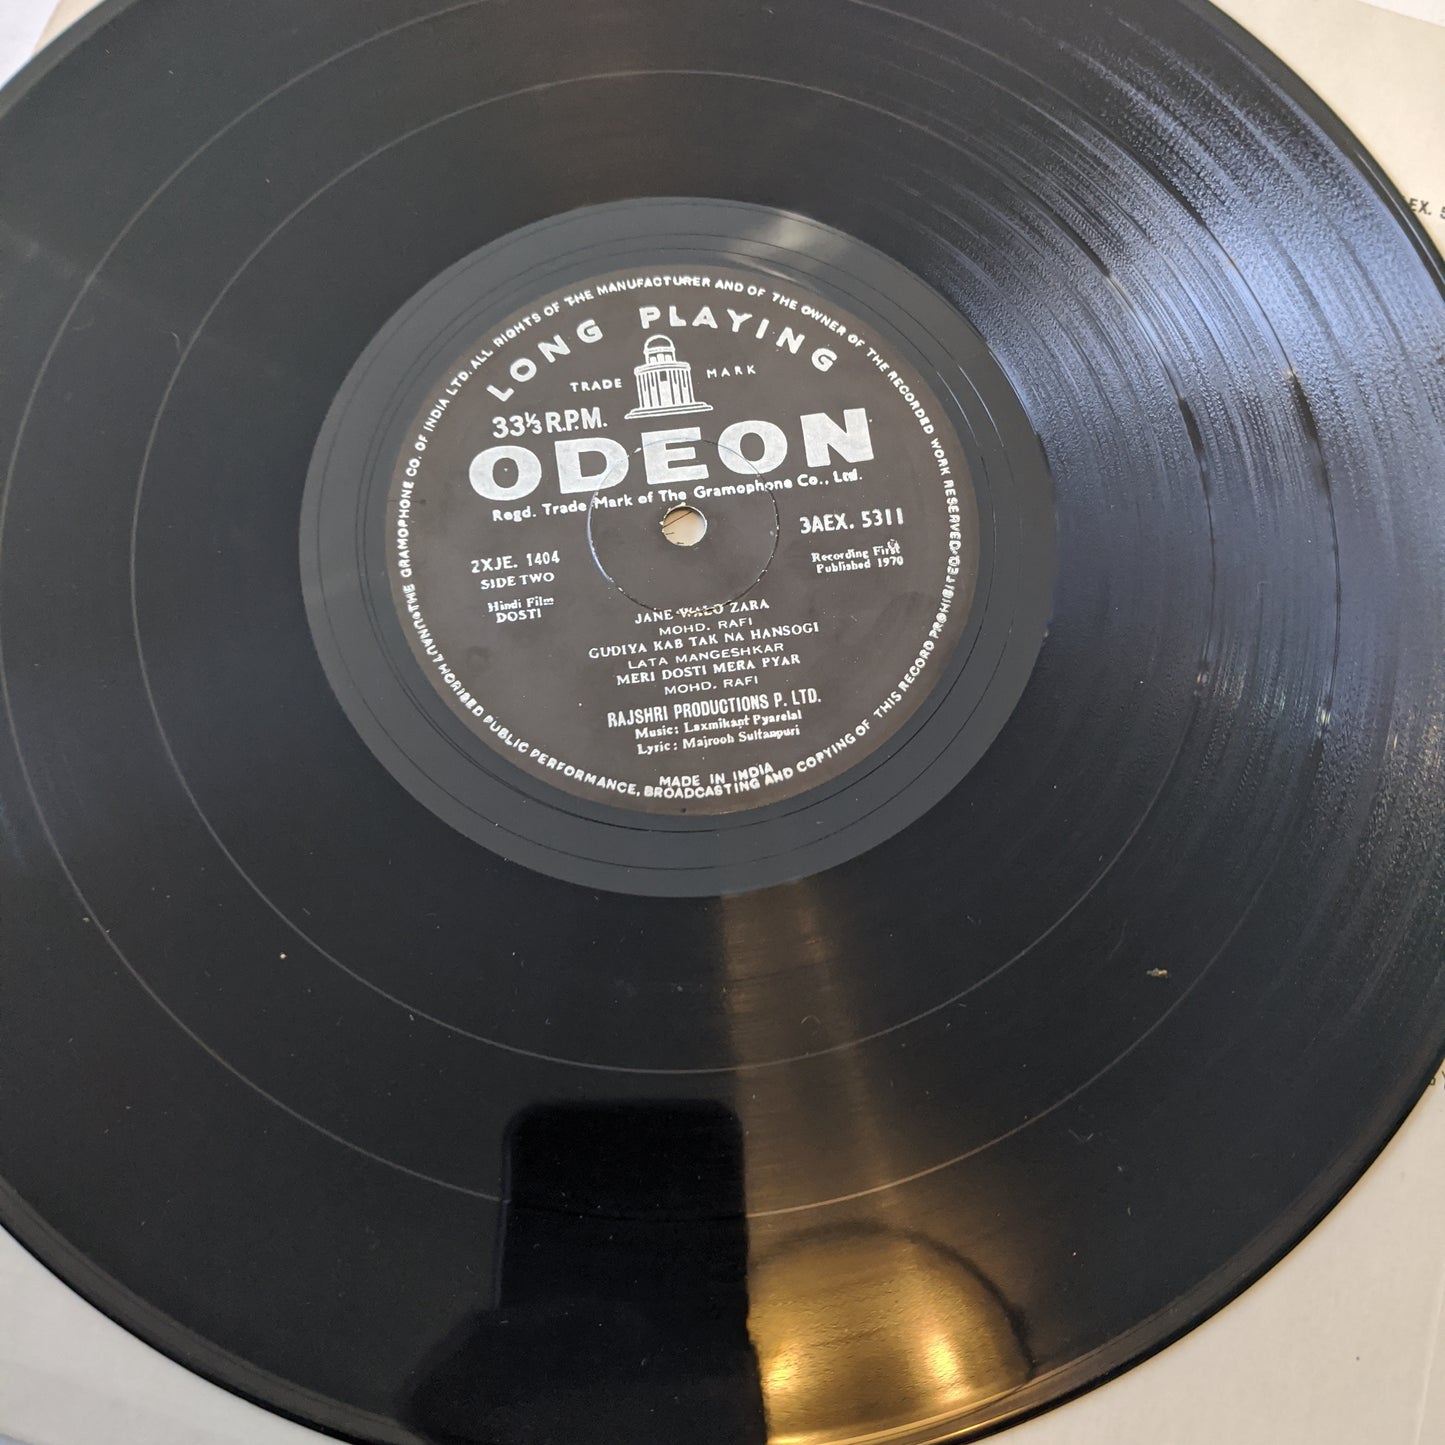 THE GRAMOPHONE CO. OF INDIA LTD. ALL RIGHTS OF THE MANUFACTURER AND OF THE OWNER OF THE RECORDED WORK RESERVED
UNAUTHORISED PUBLIC PERFORMANCE, BROADCASTING AND COPYING OF THIS RECORD PROHIBITED
LONG PLAYING
TRADE MARK
33⅓ R.P.M.
ODEON
Regd. Trade Mark of The Gramophone Co., Ltd.
2XJE. 1404
SIDE TWO
Hindi Film
DOSTI
3AEX. 5311
Recording First
Published 1970
JANE WALO ZARA
MOHD. RAFI
GUDIYA KAB TAK NA HANSOGI
LATA MANGESHKAR
MERI DOSTI MERA PYAR
MOHD. RAFI
RAJSHRI PRODUCTIONS P. LTD.
Music: Laxmikant Pyarelal
Lyric: Majrooh Sultanpuri
MADE IN INDIA
EX.